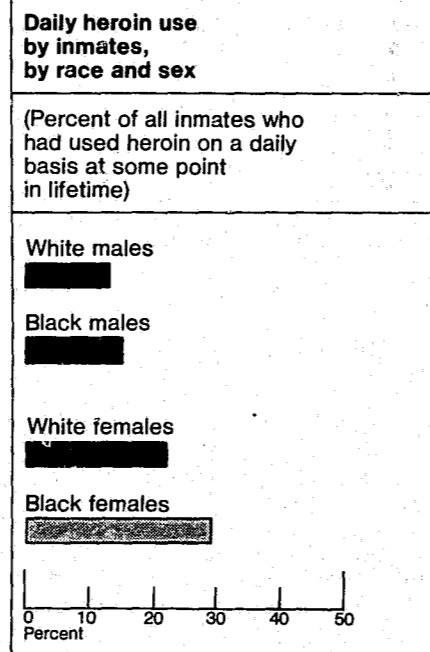 Daily heroin use
by inmates,
by race and sex
(Percent of all inmates who
had used heroin on a daily
basis at some point
in lifetime)
White males
Black males
White females
Black females
0 10 20 30 40 50
Percent